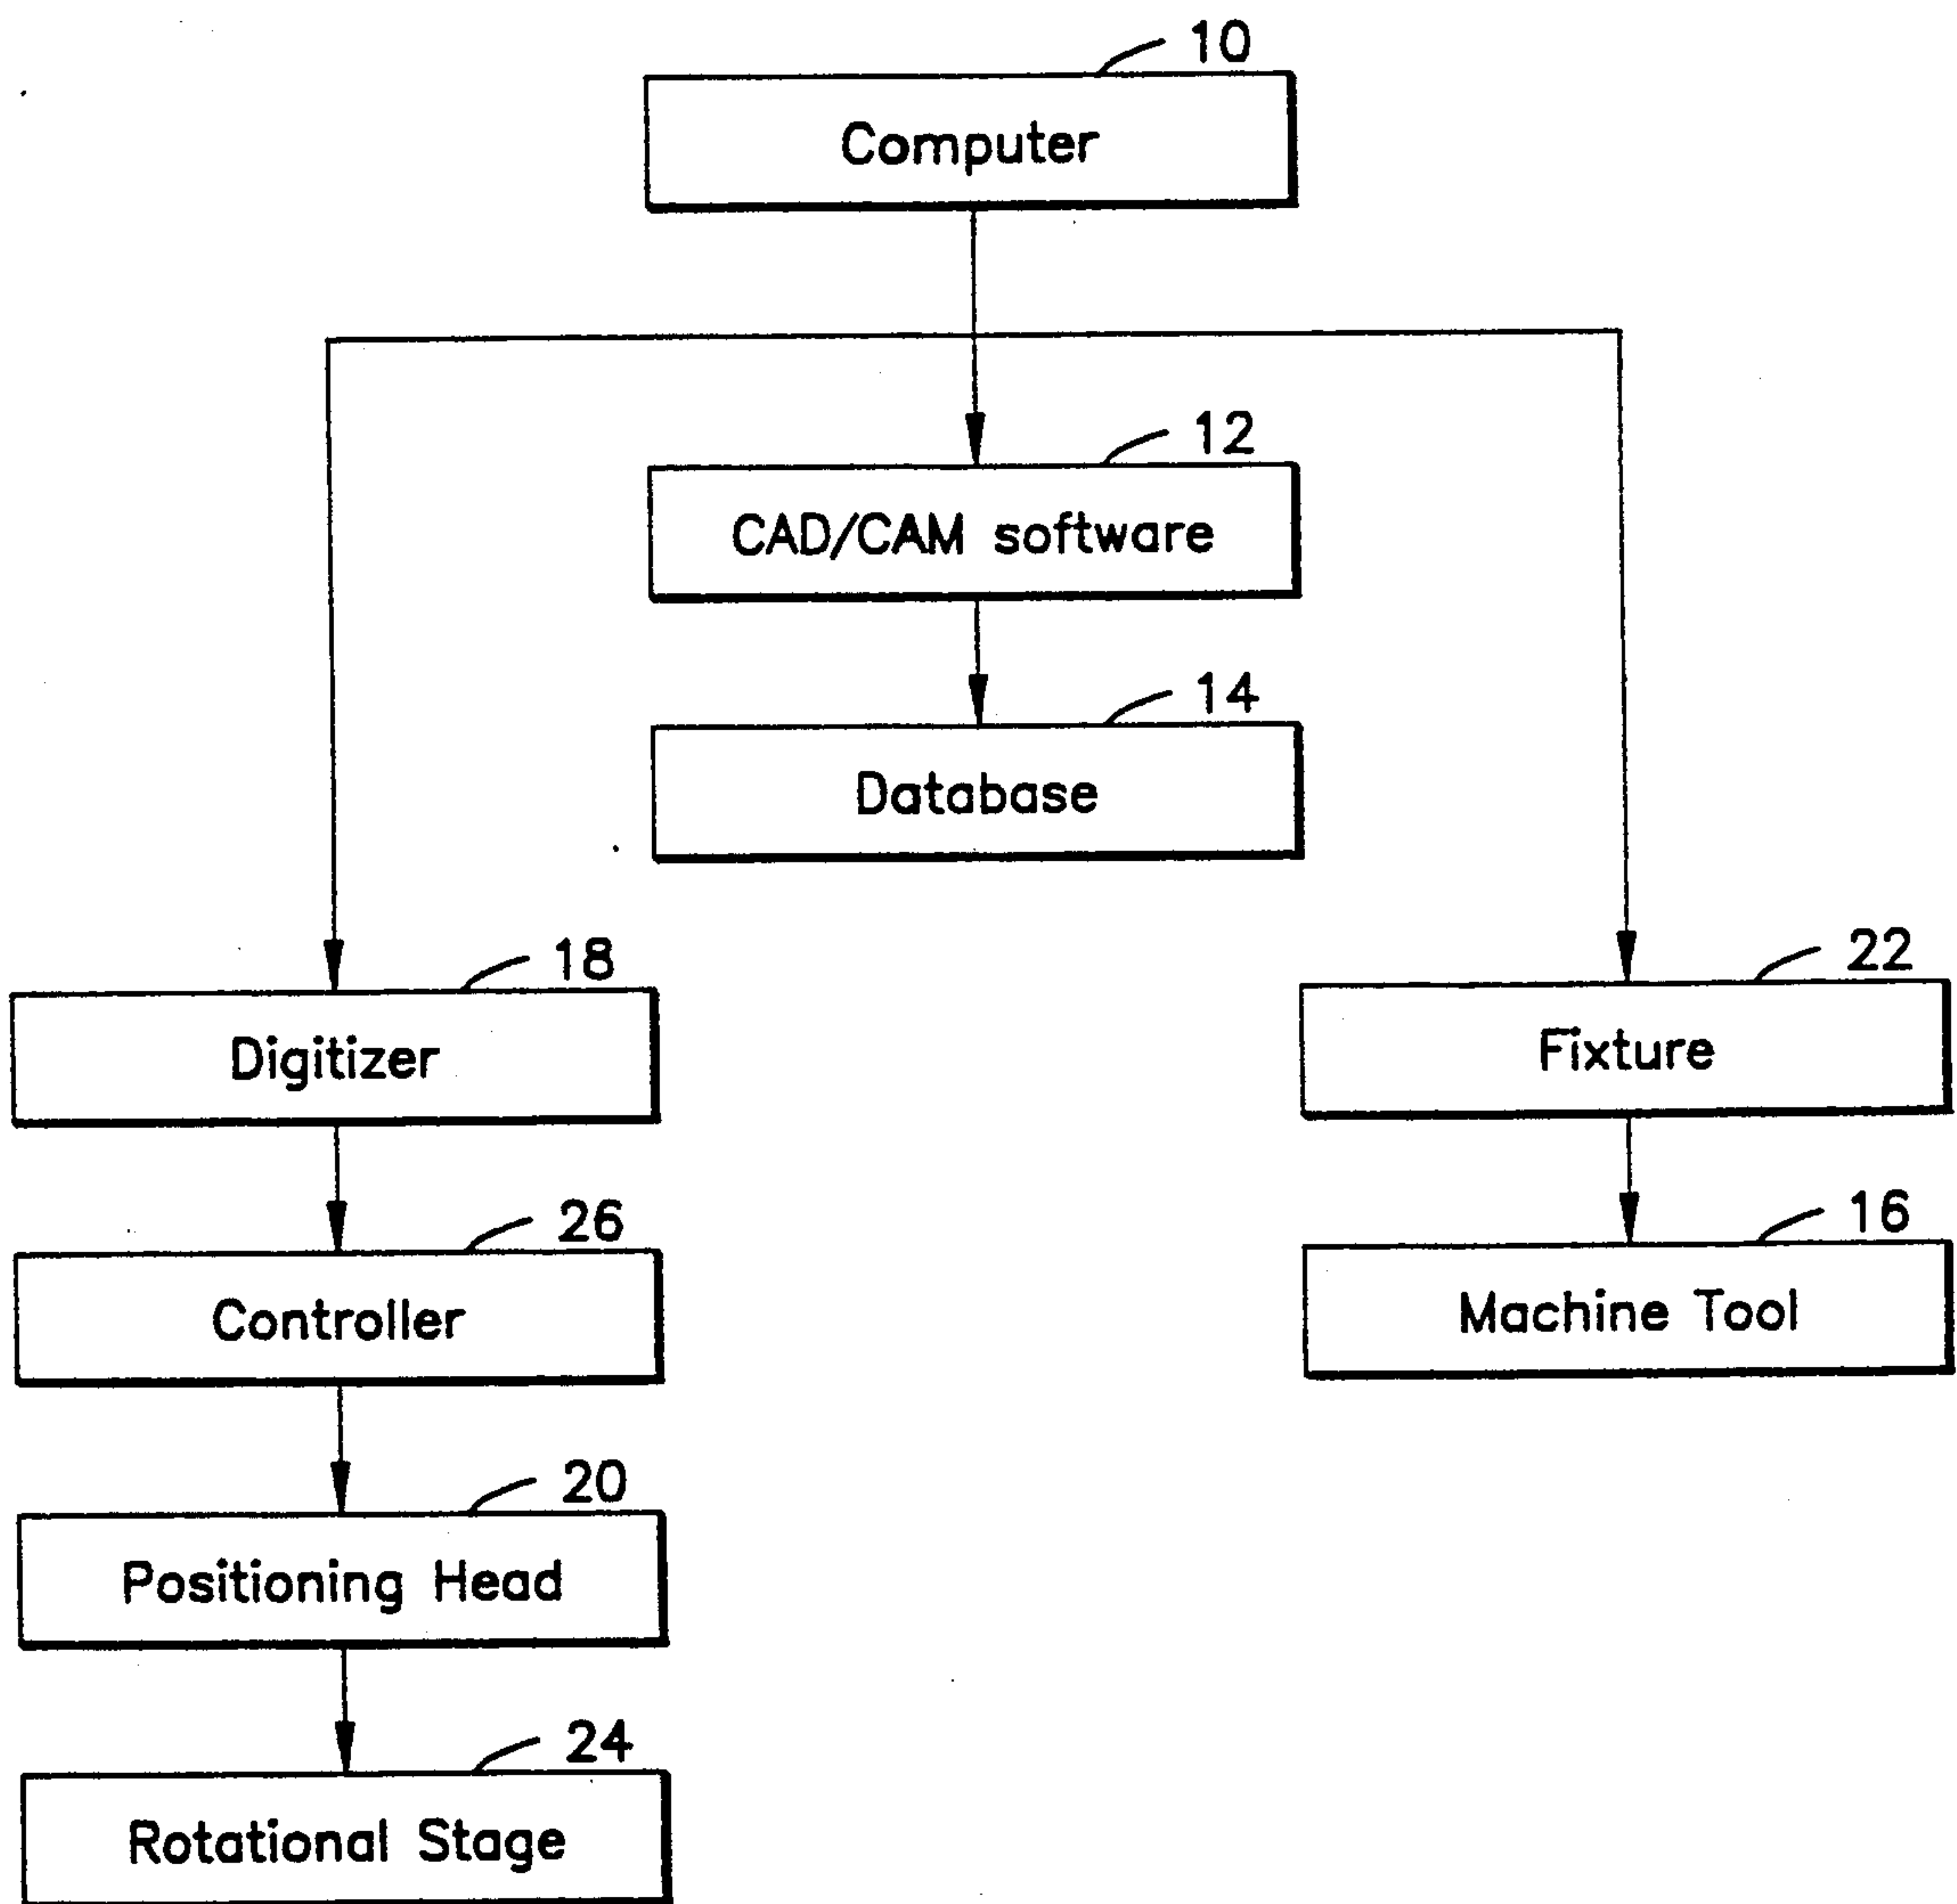 10
Computer
12
CAD/CAM software
14
Database
18
Digitizer
22
Fixture
26
Controller
16
Machine Tool
20
Positioning Head
24
Rotational Stage